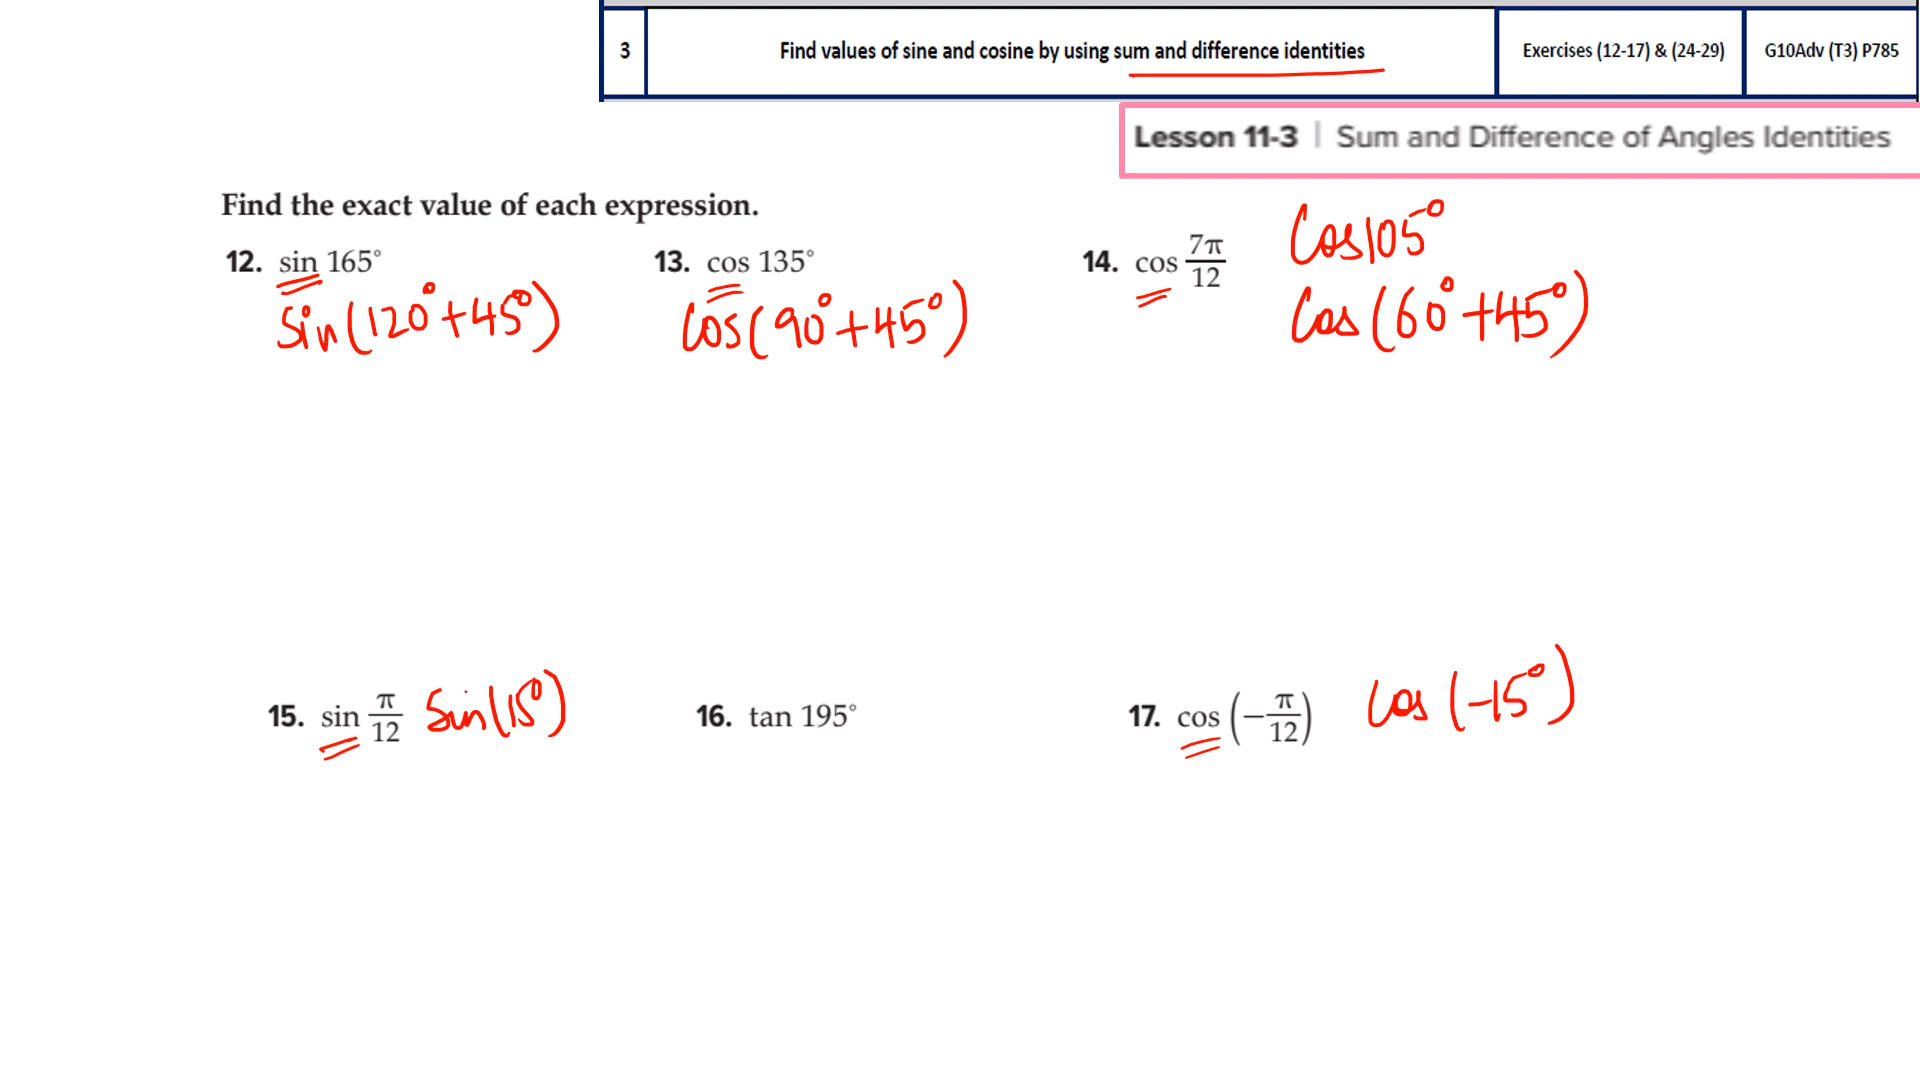 3 Find values of sine and cosine by using sum and difference identities Exercises (12-17) & (24-29) G10Adv (T3) P785
Lesson 11-3 | Sum and Difference of Angles Identities
Find the exact value of each expression.
12. sin 165° 13. cos 135° 14. cos 7π/12 Cos105°
Sin(120°+45°) Cos(90°+45°) Cos(60°+45°)
15. sin π/12 Sin(15°) 16. tan 195° 17. cos (−π/12) Cos(-15°)